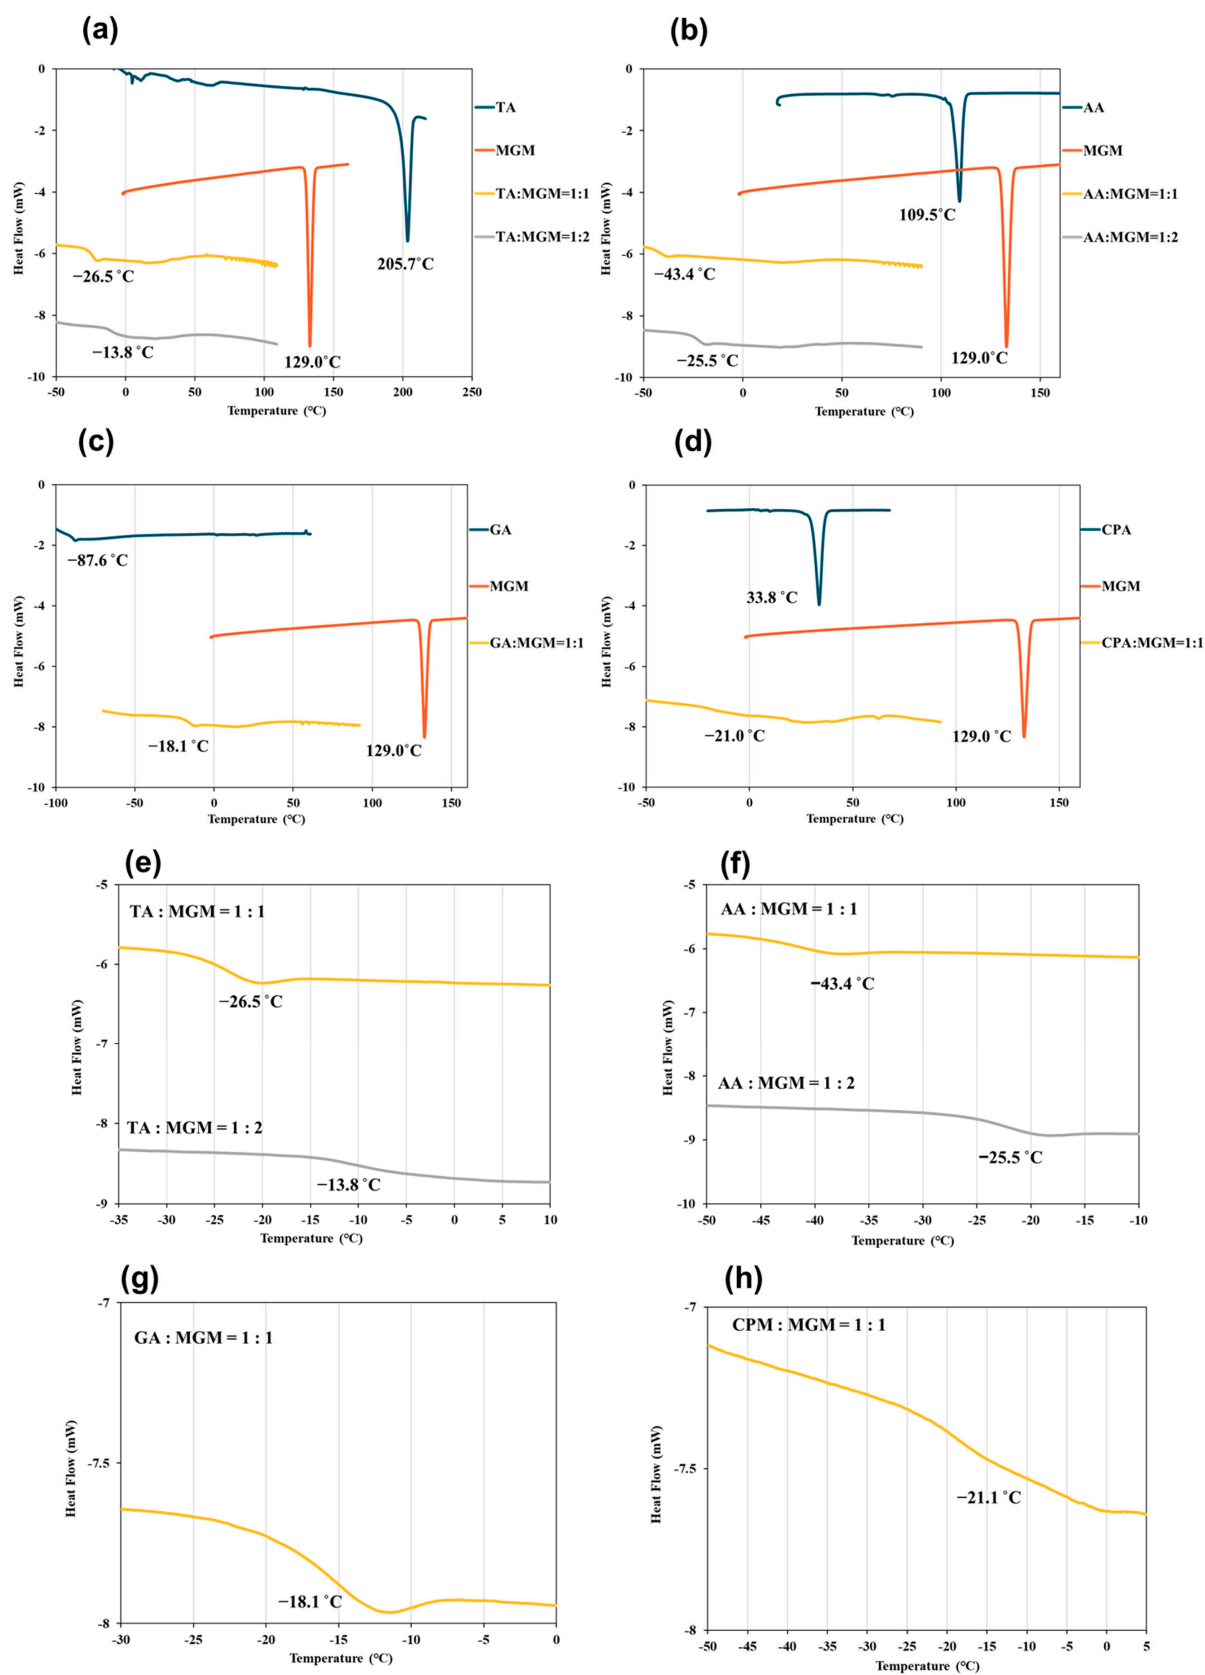 (a)
0
-2
-4
-6
-8
-10
Heat Flow (mW)
-50
0
50
100
150
200
250
Temperature (°C)
TA
MGM
TA:MGM=1:1
TA:MGM=1:2
−26.5 ˚C
−13.8 ˚C
129.0˚C
205.7˚C
(b)
0
-2
-4
-6
-8
-10
Heat Flow (mW)
-50
0
50
100
150
Temperature (°C)
AA
MGM
AA:MGM=1:1
AA:MGM=1:2
109.5˚C
−43.4 ˚C
−25.5 ˚C
129.0˚C
(c)
0
-2
-4
-6
-8
-10
Heat Flow (mW)
-100
-50
0
50
100
150
Temperature (°C)
GA
MGM
GA:MGM=1:1
−87.6 ˚C
−18.1 ˚C
129.0˚C
(d)
0
-2
-4
-6
-8
-10
Heat Flow (mW)
-50
0
50
100
150
Temperature (°C)
CPA
MGM
CPA:MGM=1:1
33.8 ˚C
−21.0 ˚C
129.0 ˚C
(e)
-5
-6
-7
-8
-9
Heat Flow (mW)
TA : MGM = 1 : 1
−26.5 ˚C
TA : MGM = 1 : 2
−13.8 ˚C
-35
-30
-25
-20
-15
-10
-5
0
5
10
Temperature (°C)
(f)
-5
-6
-7
-8
-9
-10
Heat Flow (mW)
AA : MGM = 1 : 1
−43.4 ˚C
AA : MGM = 1 : 2
−25.5 ˚C
-50
-45
-40
-35
-30
-25
-20
-15
-10
Temperature (°C)
(g)
-7
-7.5
-8
Heat Flow (mW)
GA : MGM = 1 : 1
−18.1 ˚C
-30
-25
-20
-15
-10
-5
0
Temperature (°C)
(h)
-7
-7.5
-8
Heat Flow (mW)
CPM : MGM = 1 : 1
−21.1 ˚C
-50
-45
-40
-35
-30
-25
-20
-15
-10
-5
0
5
Temperature (°C)